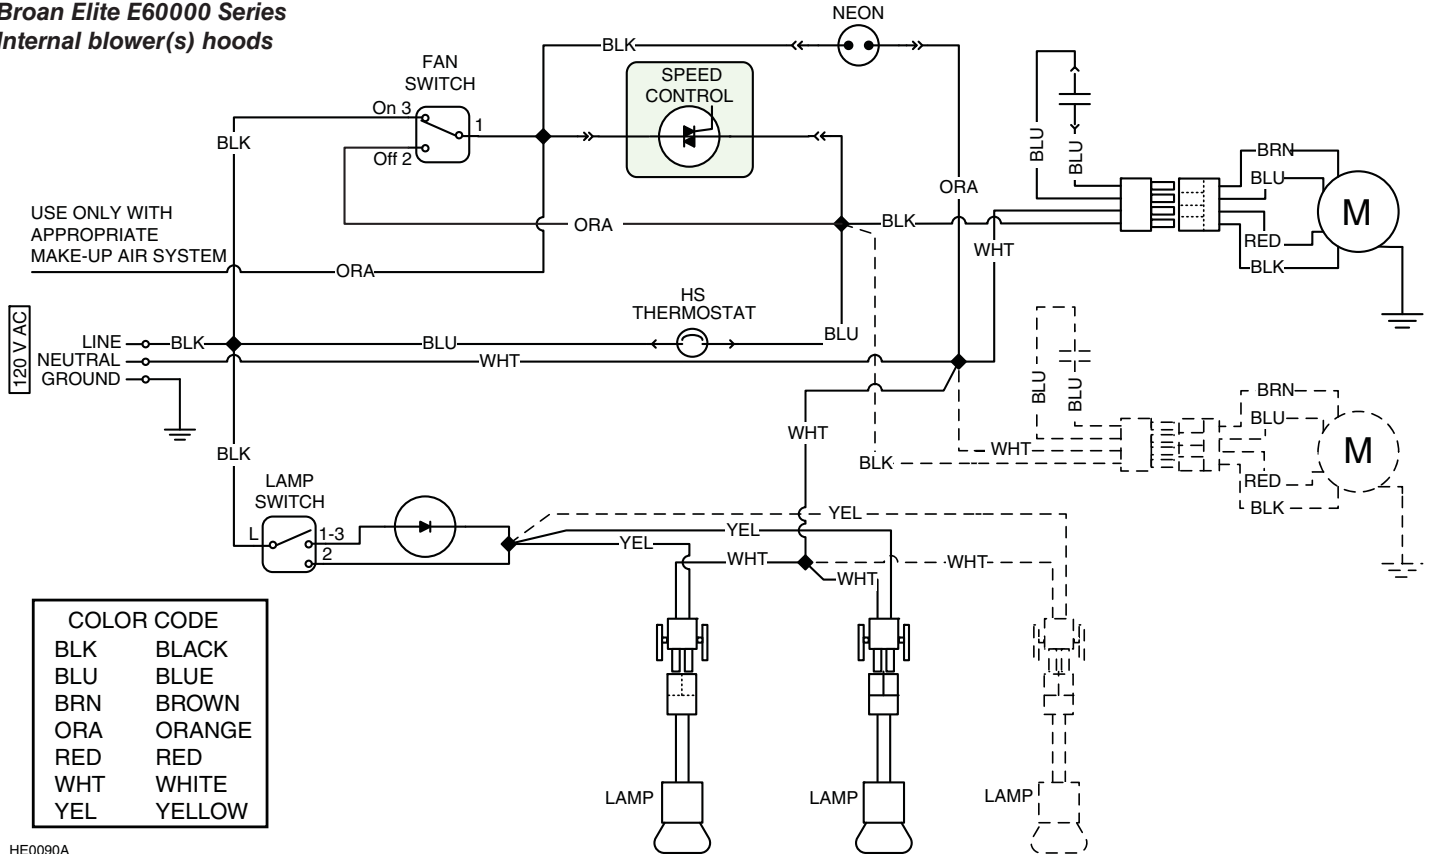 Broan Elite E60000 Series
Internal blower(s) hoods
NEON
BLK
FAN
SWITCH
SPEED
CONTROL
On 3
1
Off 2
BLK
BLU
BLU
BRN
BLU
M
RED
BLK
ORA
BLK
ORA
WHT
USE ONLY WITH
APPROPRIATE
MAKE-UP AIR SYSTEM
ORA
HS
THERMOSTAT
BLU
120 V AC
LINE
BLK
BLU
NEUTRAL
WHT
GROUND
BLU
BLU
BRN
BLU
M
RED
BLK
WHT
WHT
BLK
BLK
LAMP
SWITCH
L
1-3
2
YEL
YEL
YEL
WHT
WHT
WHT
COLOR CODE
BLK BLACK
BLU BLUE
BRN BROWN
ORA ORANGE
RED RED
WHT WHITE
YEL YELLOW
LAMP
LAMP
LAMP
HE0090A